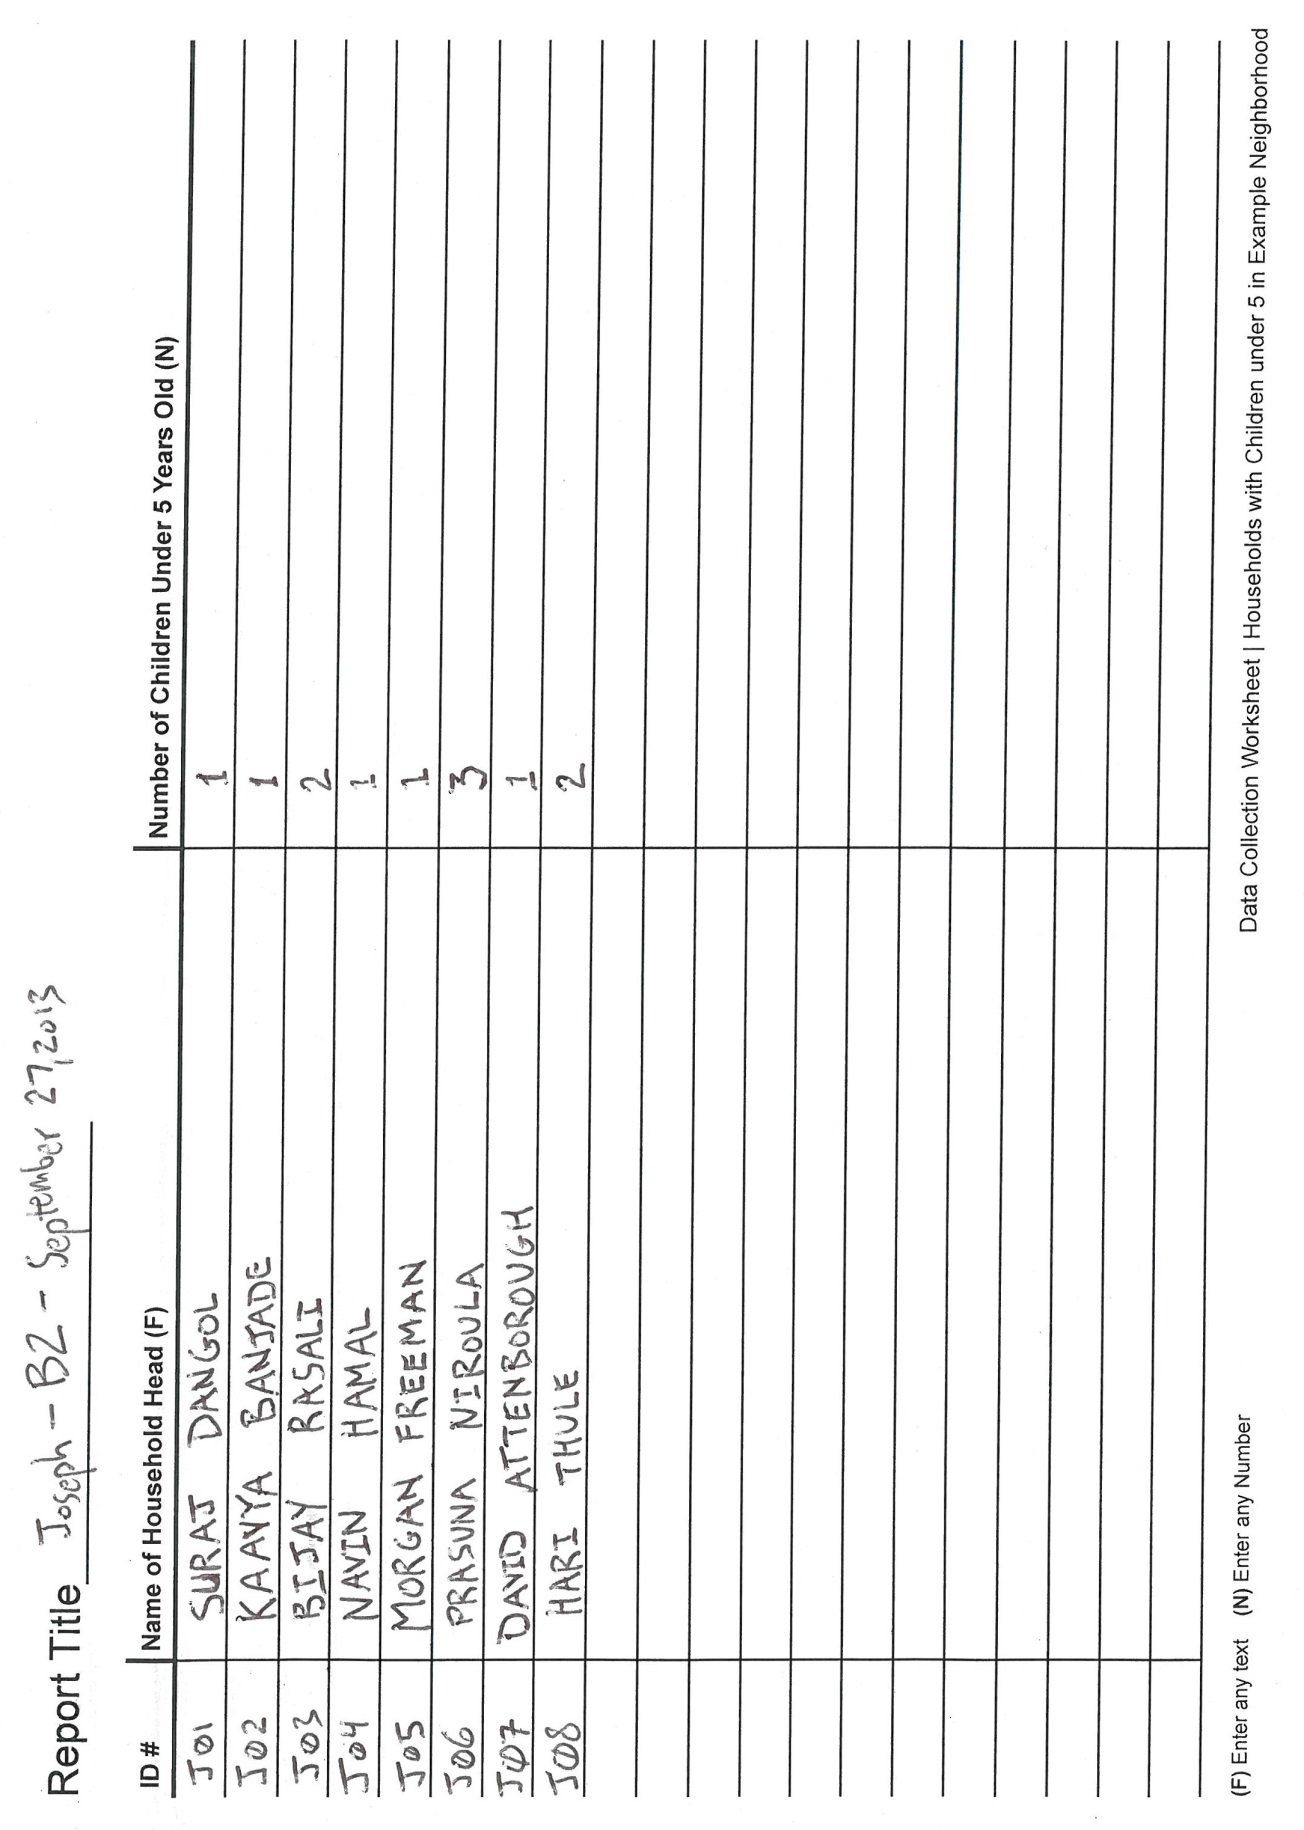 Report Title Joseph - B2 - September 27, 2013
ID # Name of Household Head (F) Number of Children Under 5 Years Old (N)
J01 SURAJ DANGOL 1
J02 KAAVYA BANJADE 1
J03 BIJAY RASALI 2
J04 NAVIN HAMAL 1
J05 MORGAN FREEMAN 1
J06 PRASUNA NIROULA 3
J07 DAVID ATTENBOROUGH 1
J08 HARI THULE 2
(F) Enter any text (N) Enter any Number
Data Collection Worksheet | Households with Children under 5 in Example Neighborhood